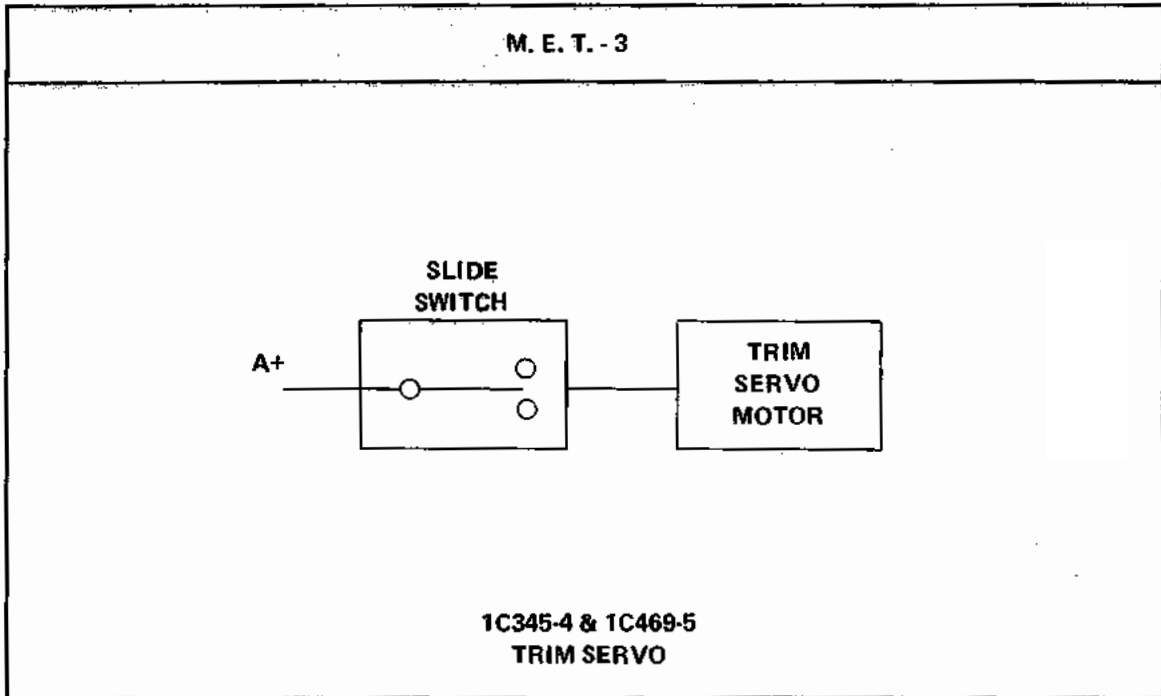 M. E. T. - 3
SLIDE
SWITCH
A+
TRIM
SERVO
MOTOR
1C345-4 & 1C469-5
TRIM SERVO